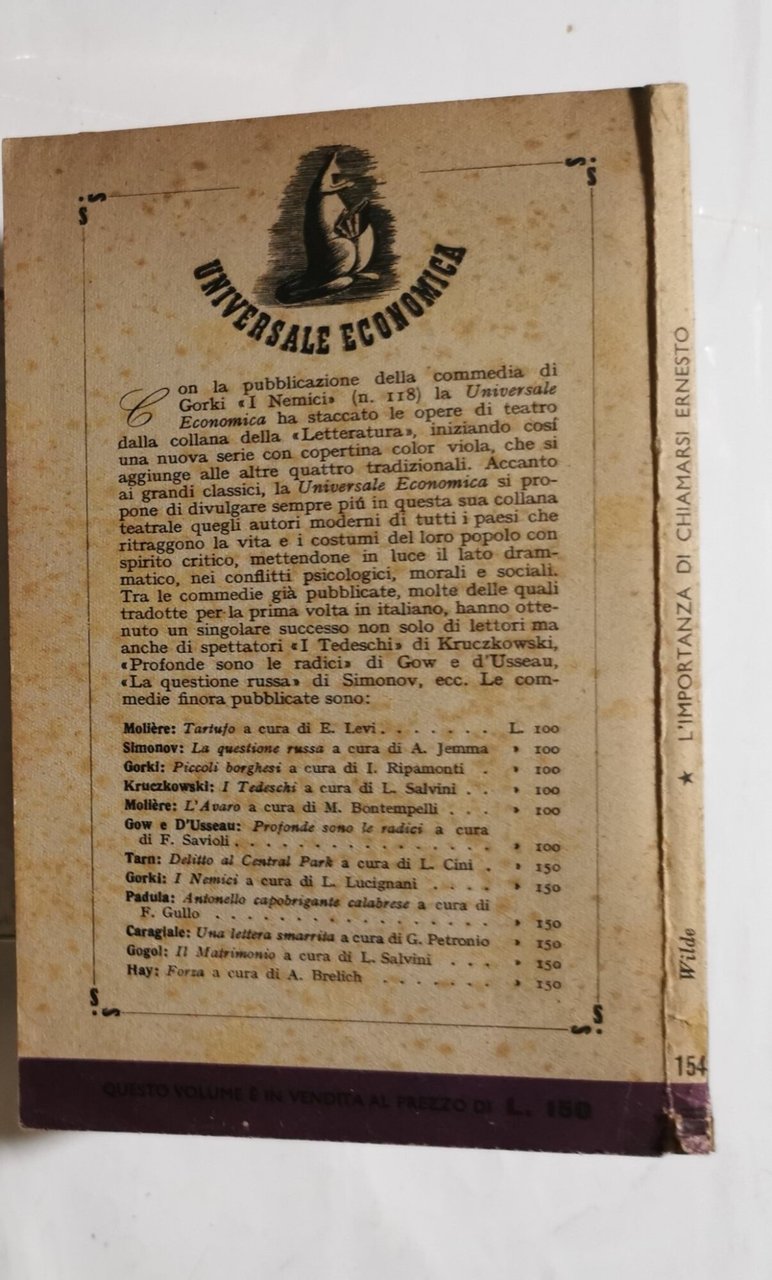 UNIVERSALE ECONOMICA
Con la pubblicazione della commedia di
Gorki «I Nemici» (n. 118) la Universale
Economica ha staccato le opere di teatro
dalla collana della «Letteratura», iniziando cosí
una nuova serie con copertina color viola, che si
aggiunge alle altre quattro tradizionali. Accanto
ai grandi classici, la Universale Economica si pro-
pone di divulgare sempre piú in questa sua collana
teatrale quegli autori moderni di tutti i paesi che
ritraggono la vita e i costumi del loro popolo con
spirito critico, mettendone in luce il lato dram-
matico, nei conflitti psicologici, morali e sociali.
Tra le commedie già pubblicate, molte delle quali
tradotte per la prima volta in italiano, hanno otte-
nuto un singolare successo non solo di lettori ma
anche di spettatori «I Tedeschi» di Kruczkowski,
«Profonde sono le radici» di Gow e d'Usseau,
«La questione russa» di Simonov, ecc. Le com-
medie finora pubblicate sono:
Molière: Tartufo a cura di E. Levi . . . . . . . L. 100
Simonov: La questione russa a cura di A. Jemma » 100
Gorki: Piccoli borghesi a cura di I. Ripamonti . » 100
Kruczkowski: I Tedeschi a cura di L. Salvini . . » 100
Molière: L'Avaro a cura di M. Bontempelli . . . » 100
Gow e D'Usseau: Profonde sono le radici a cura
di F. Savioli . . . . . . . . . . . . . . . » 100
Tarn: Delitto al Central Park a cura di L. Cini . » 150
Gorki: I Nemici a cura di L. Lucignani . . . . » 150
Padula: Antonello capobrigante calabrese a cura di
F. Gullo . . . . . . . . . . . . . . . . . » 150
Caragiale: Una lettera smarrita a cura di G. Petronio » 150
Gogol: Il Matrimonio a cura di L. Salvini . . . » 150
Hay: Forza a cura di A. Brelich . . . . . . . » 150
QUESTO VOLUME È IN VENDITA AL PREZZO DI L. 150
Wilde ★ L'IMPORTANZA DI CHIAMARSI ERNESTO
154